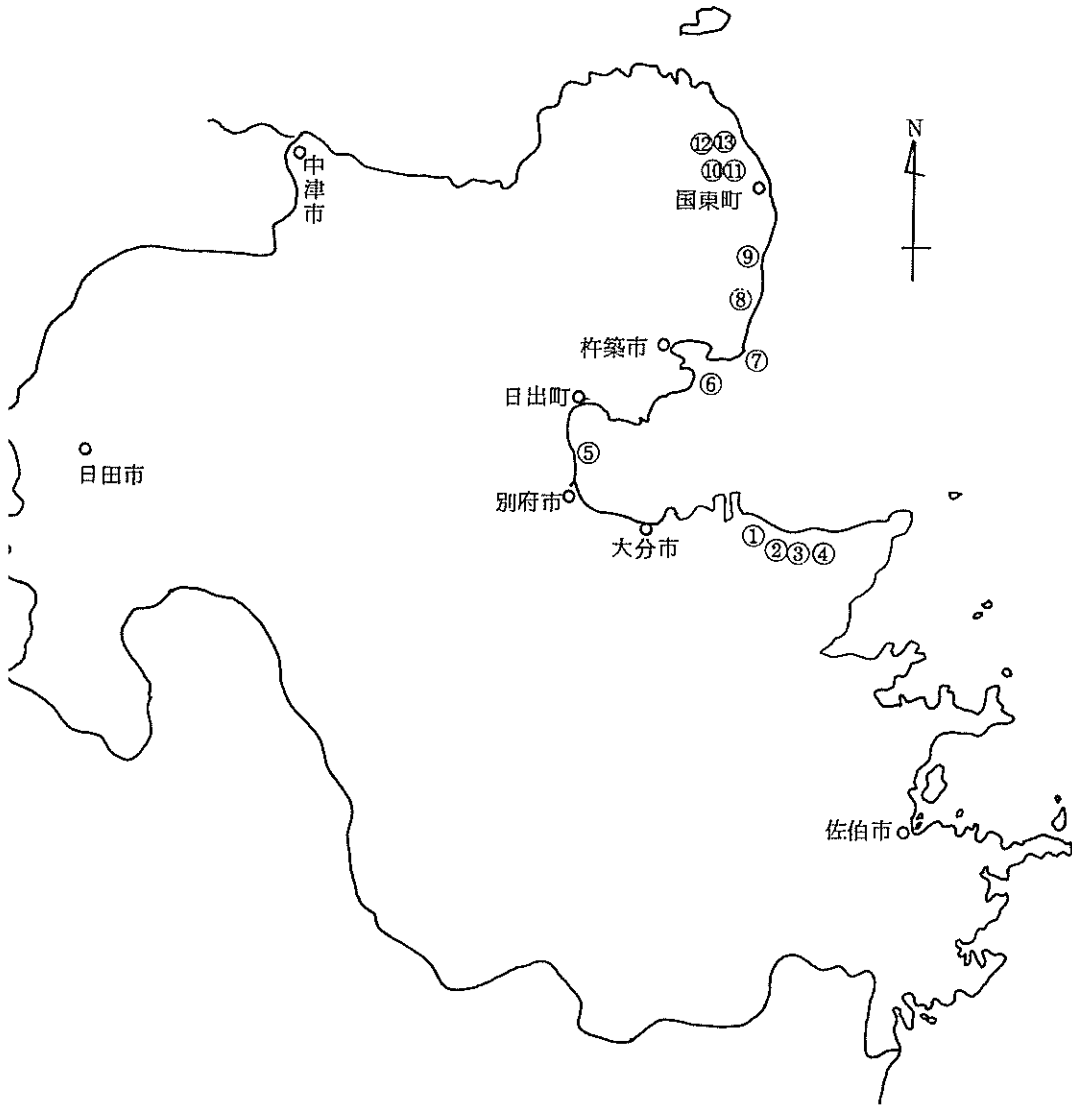 N
中津市
⑫⑬
⑩⑪
国東町
⑨
⑧
杵築市
⑦
⑥
日出町
⑤
日田市
別府市
大分市
①
②③④
佐伯市